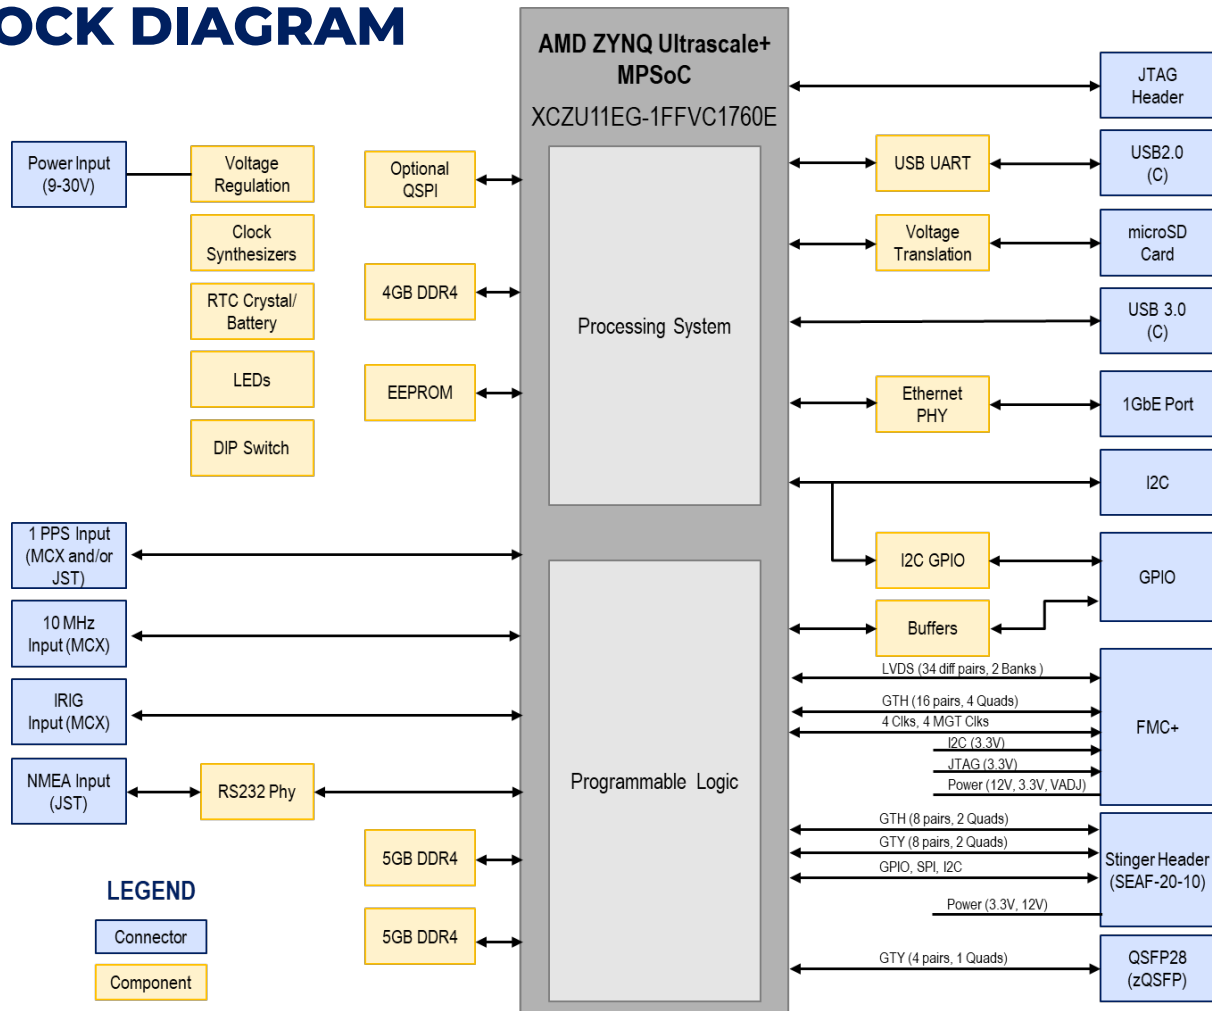 OCK DIAGRAM
AMD ZYNQ Ultrascale+
MPSoC
XCZU11EG-1FFVC1760E
Processing System
Programmable Logic
Power Input
(9-30V)
Voltage
Regulation
Clock
Synthesizers
RTC Crystal/
Battery
LEDs
DIP Switch
Optional
QSPI
4GB DDR4
EEPROM
1 PPS Input
(MCX and/or
JST)
10 MHz
Input (MCX)
IRIG
Input (MCX)
NMEA Input
(JST)
RS232 Phy
5GB DDR4
5GB DDR4
LEGEND
Connector
Component
JTAG
Header
USB UART
USB2.0
(C)
Voltage
Translation
microSD
Card
USB 3.0
(C)
Ethernet
PHY
1GbE Port
I2C
I2C GPIO
GPIO
Buffers
LVDS (34 diff pairs, 2 Banks )
GTH (16 pairs, 4 Quads)
4 Clks, 4 MGT Clks
I2C (3.3V)
JTAG (3.3V)
Power (12V, 3.3V, VADJ)
FMC+
GTH (8 pairs, 2 Quads)
GTY (8 pairs, 2 Quads)
GPIO, SPI, I2C
Power (3.3V, 12V)
Stinger Header
(SEAF-20-10)
GTY (4 pairs, 1 Quads)
QSFP28
(zQSFP)